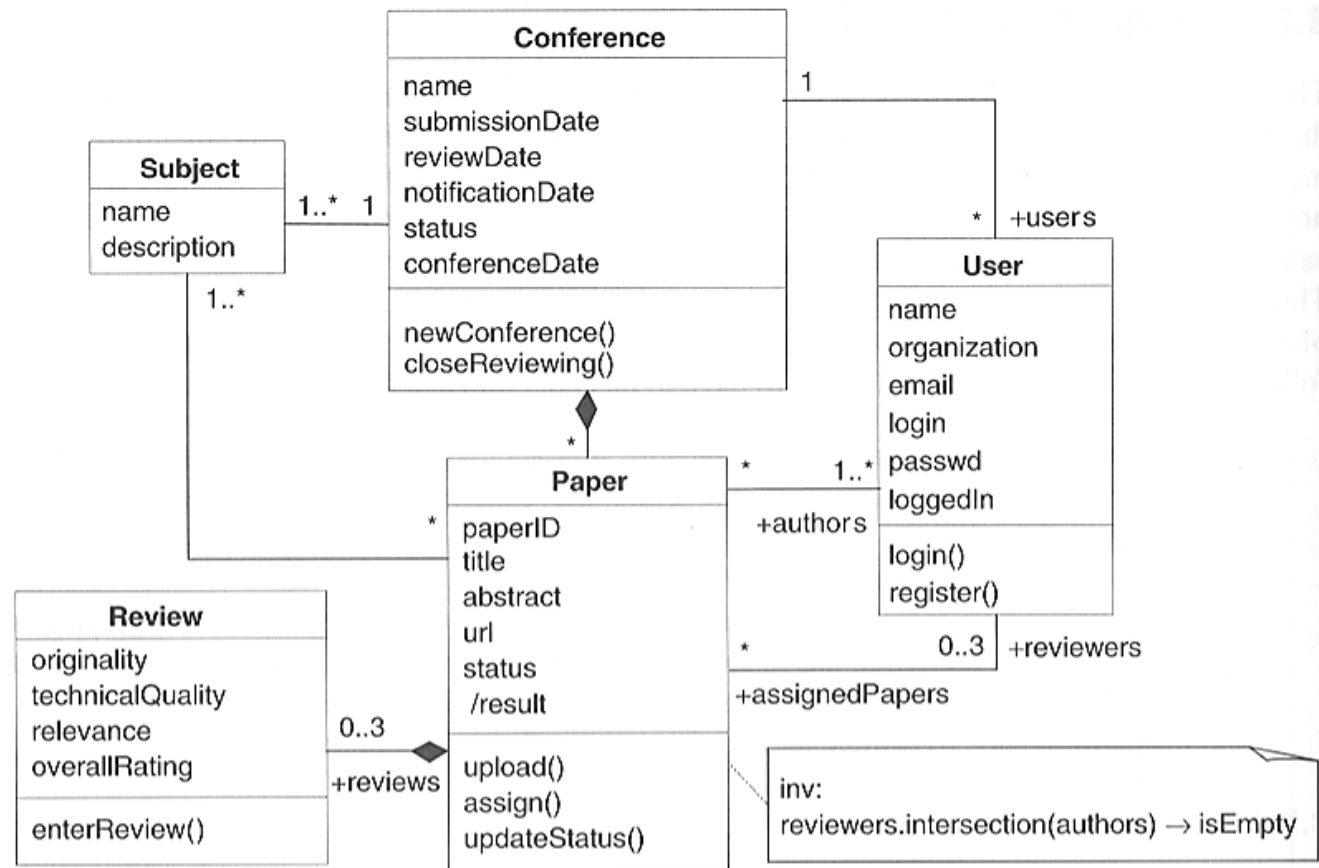 Conference
name
submissionDate
reviewDate
notificationDate
status
conferenceDate
newConference()
closeReviewing()
1
* +users
Subject
name
description
1..* 1
1..*
*
*
User
name
organization
email
login
passwd
loggedIn
login()
register()
* 1..*
+authors
Paper
paperID
title
abstract
url
status
/result
upload()
assign()
updateStatus()
* 0..3 +reviewers
+assignedPapers
Review
originality
technicalQuality
relevance
overallRating
enterReview()
0..3
+reviews
inv:
reviewers.intersection(authors) → isEmpty